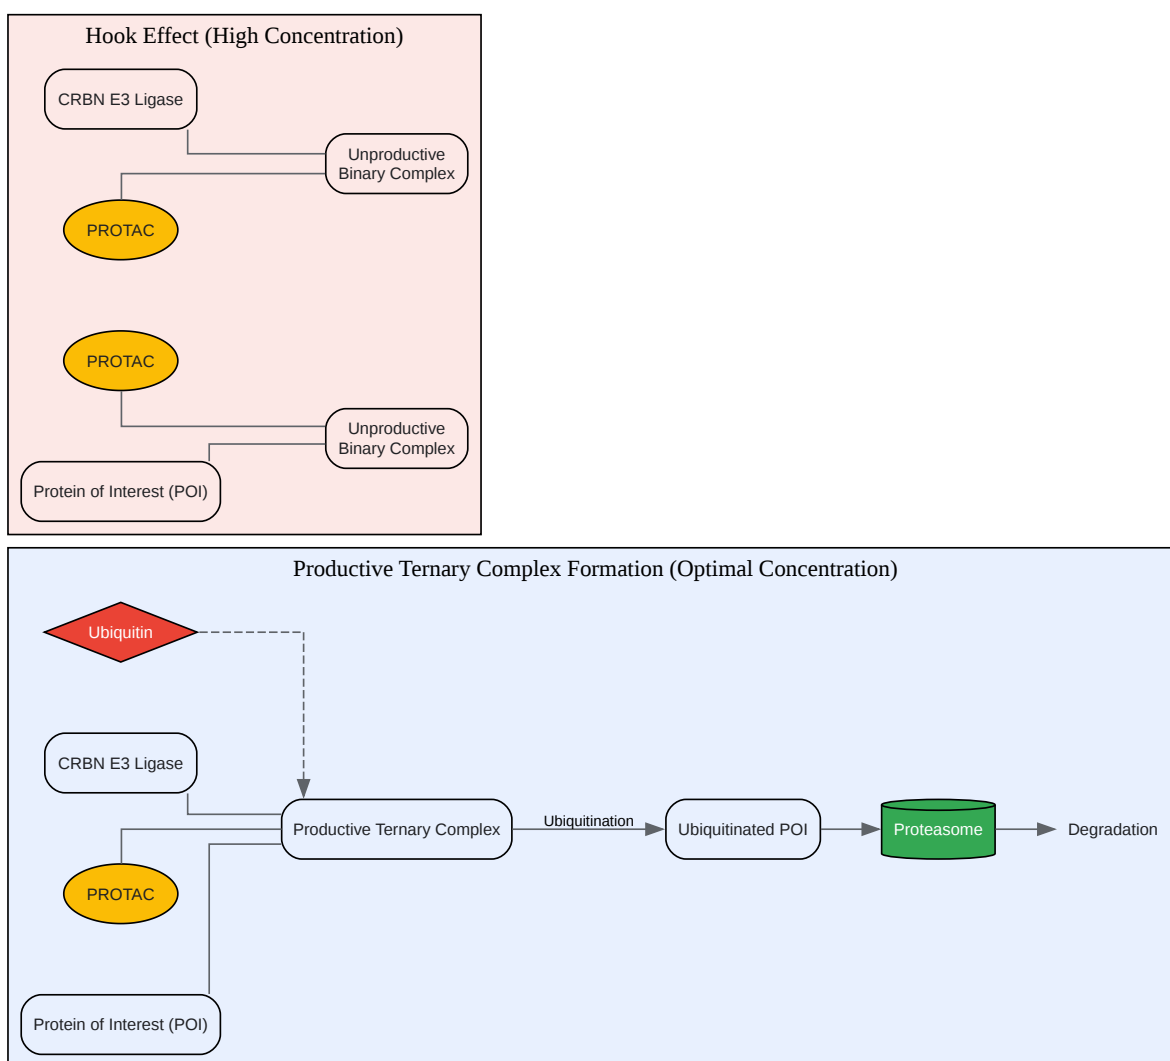 Hook Effect (High Concentration)
CRBN E3 Ligase
Unproductive
Binary Complex
PROTAC
PROTAC
Unproductive
Binary Complex
Protein of Interest (POI)
Productive Ternary Complex Formation (Optimal Concentration)
Ubiquitin
CRBN E3 Ligase
Productive Ternary Complex
Ubiquitination
Ubiquitinated POI
Proteasome
Degradation
PROTAC
Protein of Interest (POI)